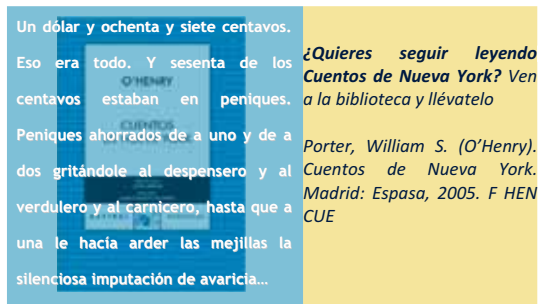 Un dólar y ochenta y siete centavos.
Eso era todo. Y sesenta de los
centavos estaban en peniques.
Peniques ahorrados de a uno y de a
dos gritándole al despensero y al
verdulero y al carnicero, hasta que a
una le hacía arder las mejillas la
silenciosa imputación de avaricia…
O'HENRY
CUENTOS
¿Quieres seguir leyendo
Cuentos de Nueva York? Ven
a la biblioteca y llévatelo
Porter, William S. (O’Henry).
Cuentos de Nueva York.
Madrid: Espasa, 2005. F HEN
CUE